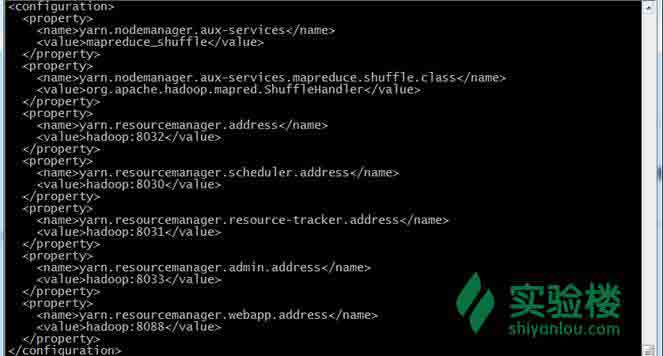 <configuration>
<property>
<name>yarn.nodemanager.aux-services</name>
<value>mapreduce_shuffle</value>
</property>
<property>
<name>yarn.nodemanager.aux-services.mapreduce.shuffle.class</name>
<value>org.apache.hadoop.mapred.ShuffleHandler</value>
</property>
<property>
<name>yarn.resourcemanager.address</name>
<value>hadoop:8032</value>
</property>
<property>
<name>yarn.resourcemanager.scheduler.address</name>
<value>hadoop:8030</value>
</property>
<property>
<name>yarn.resourcemanager.resource-tracker.address</name>
<value>hadoop:8031</value>
</property>
<property>
<name>yarn.resourcemanager.admin.address</name>
<value>hadoop:8033</value>
</property>
<property>
<name>yarn.resourcemanager.webapp.address</name>
<value>hadoop:8088</value>
</property>
</configuration>
实验楼
shiyanlou.com